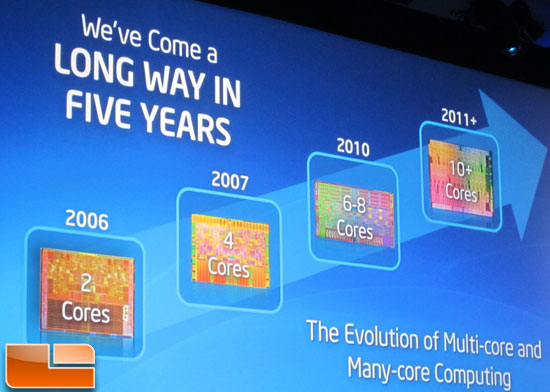 We've Come a
LONG WAY IN
FIVE YEARS
2006
2
Cores
2007
4
Cores
2010
6-8
Cores
2011+
10+
Cores
The Evolution of Multi-core and
Many-core Computing